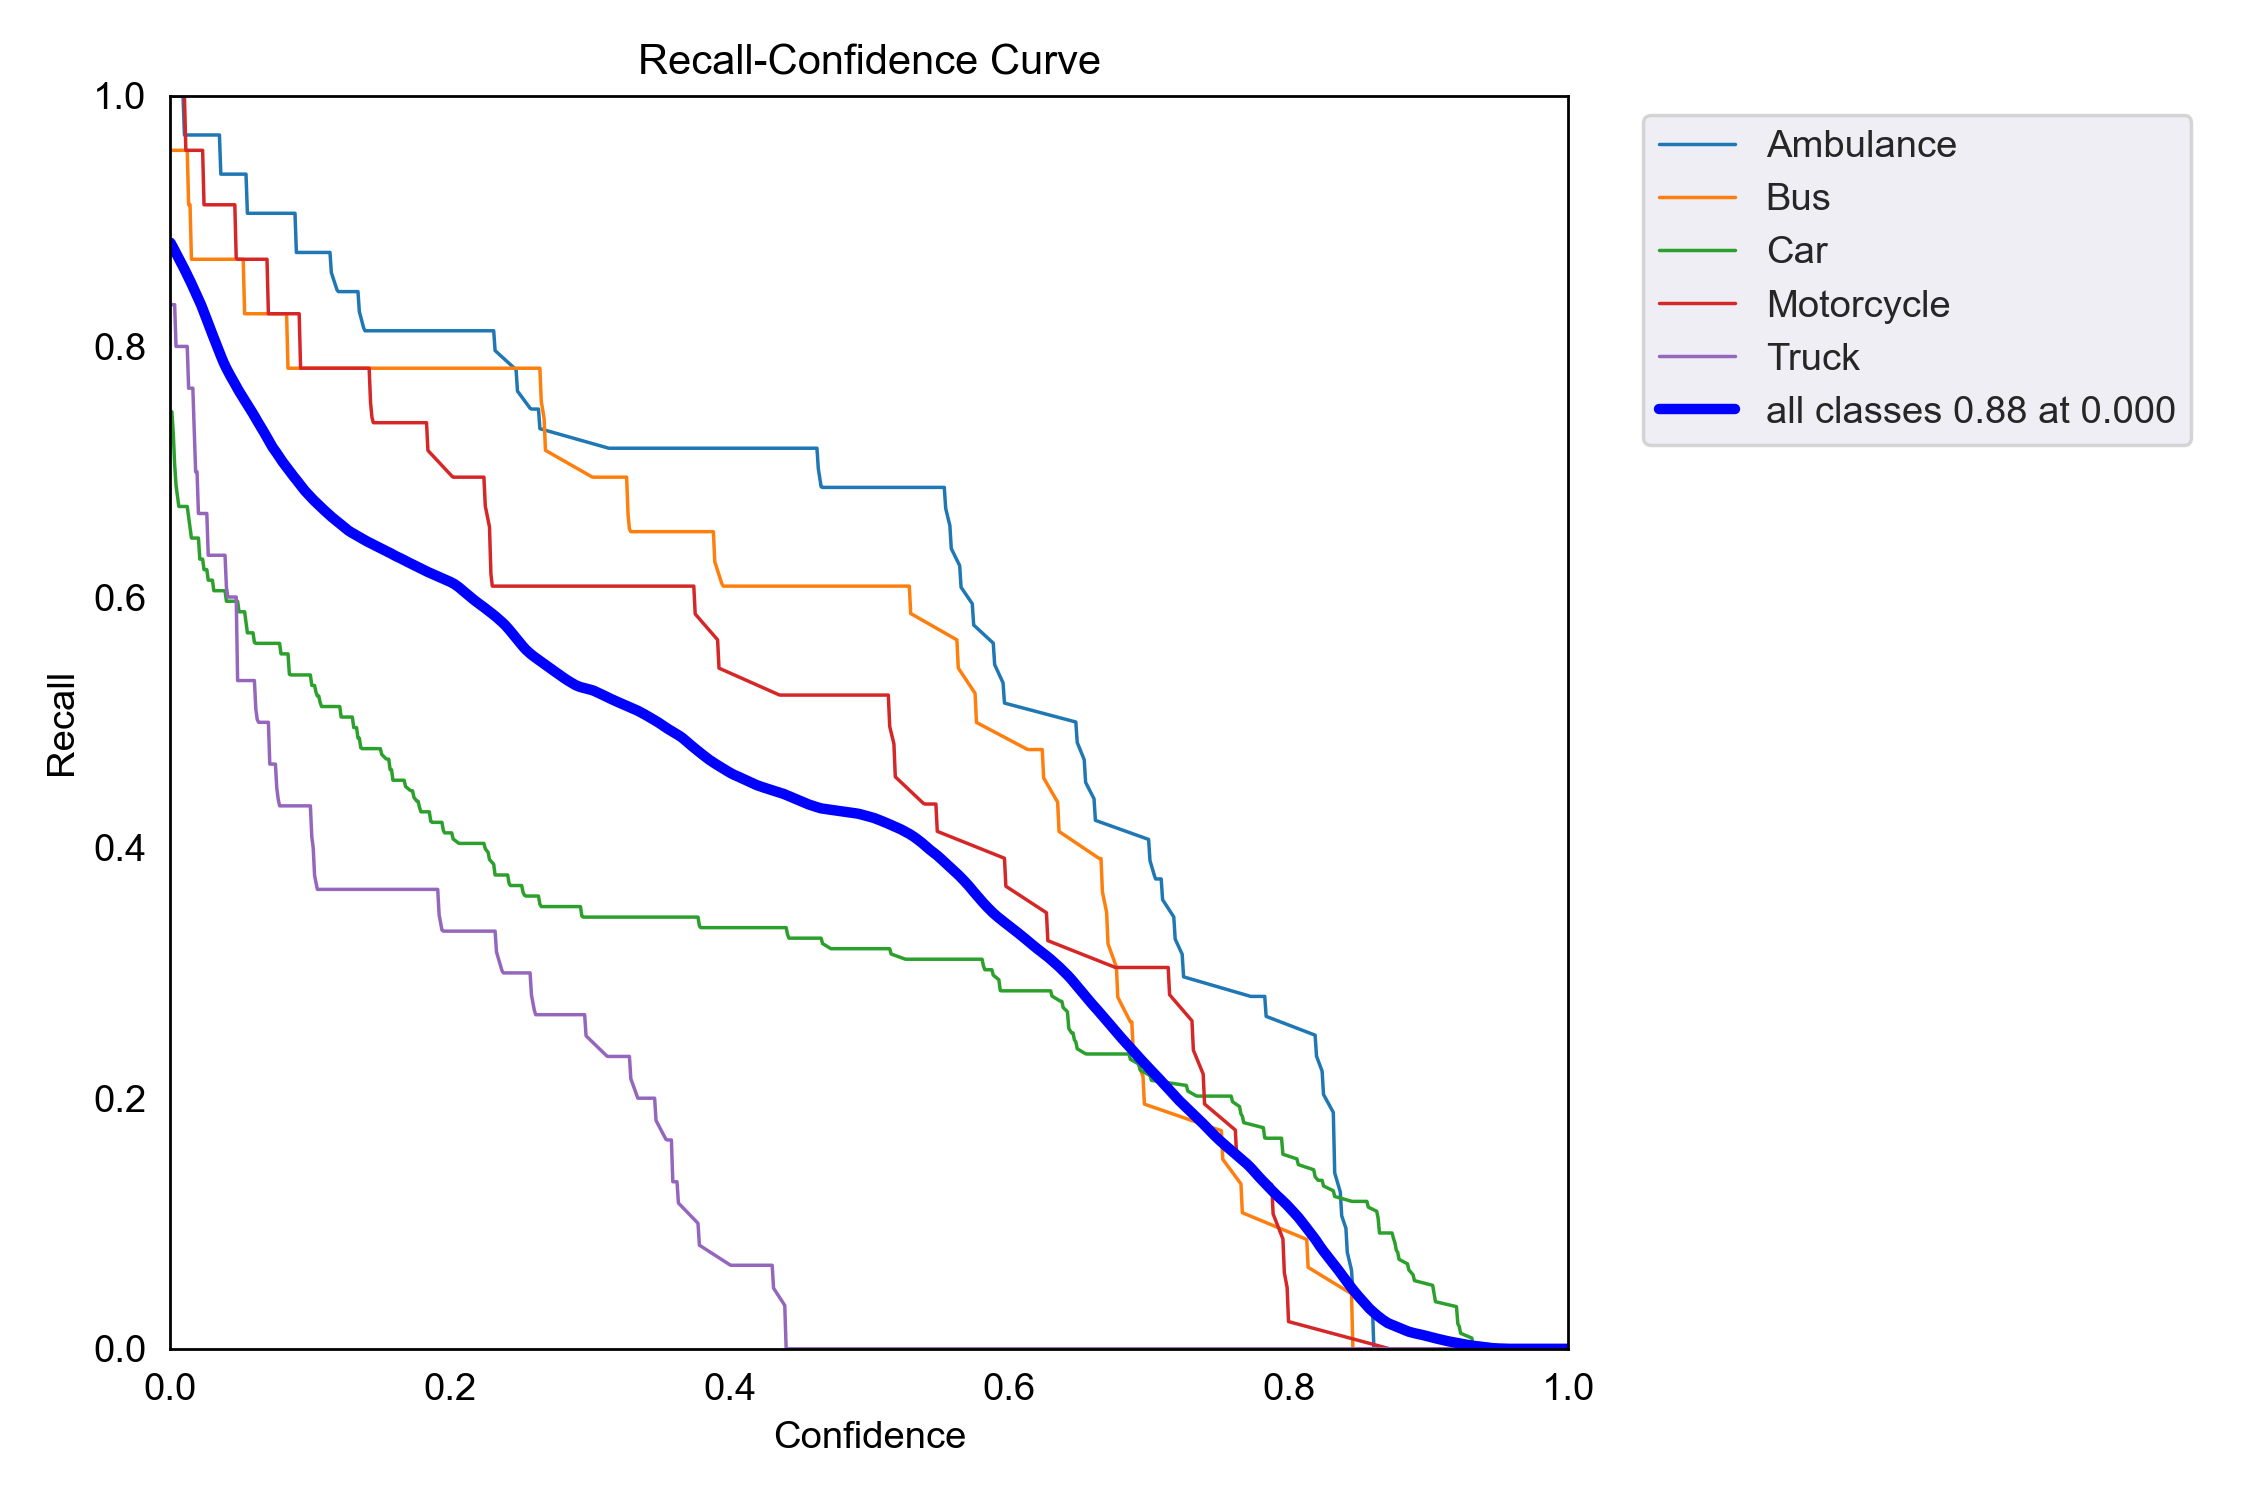 Recall-Confidence Curve
1.0
0.8
0.6
0.4
0.2
0.0
Recall
0.0 0.2 0.4 0.6 0.8 1.0
Confidence
Ambulance
Bus
Car
Motorcycle
Truck
all classes 0.88 at 0.000